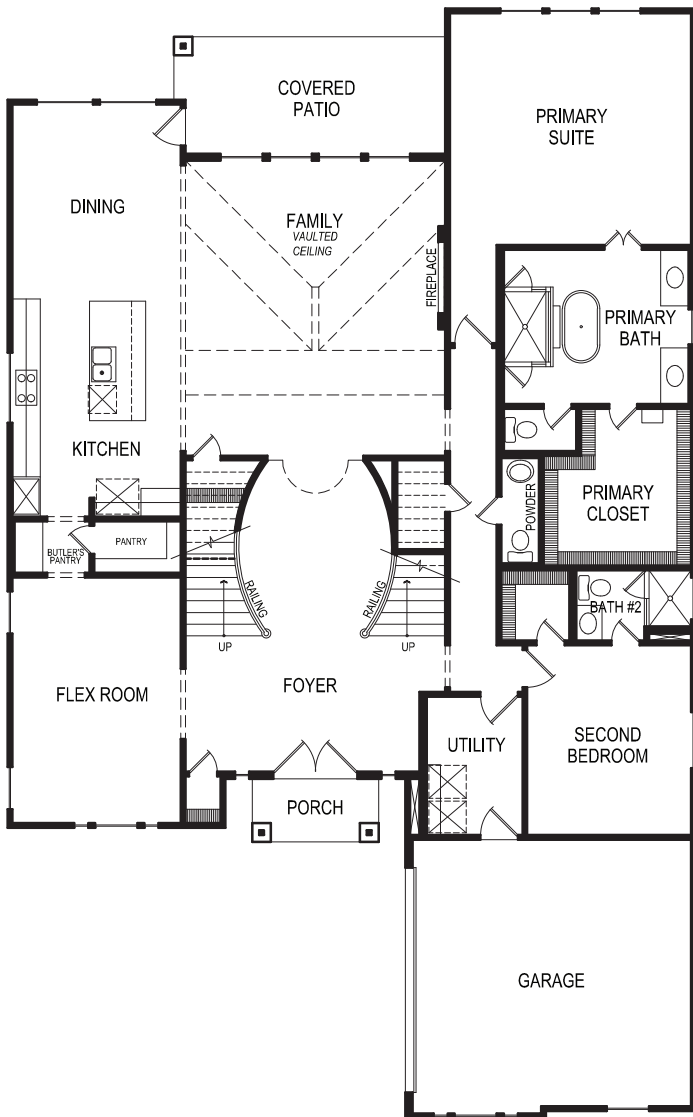 COVERED
PATIO
PRIMARY
SUITE
DINING
FAMILY
VAULTED
CEILING
FIREPLACE
PRIMARY
BATH
KITCHEN
POWDER
PRIMARY
CLOSET
BUTLER'S
PANTRY
PANTRY
RAILING
RAILING
BATH #2
UP
UP
FLEX ROOM
FOYER
UTILITY
SECOND
BEDROOM
PORCH
GARAGE